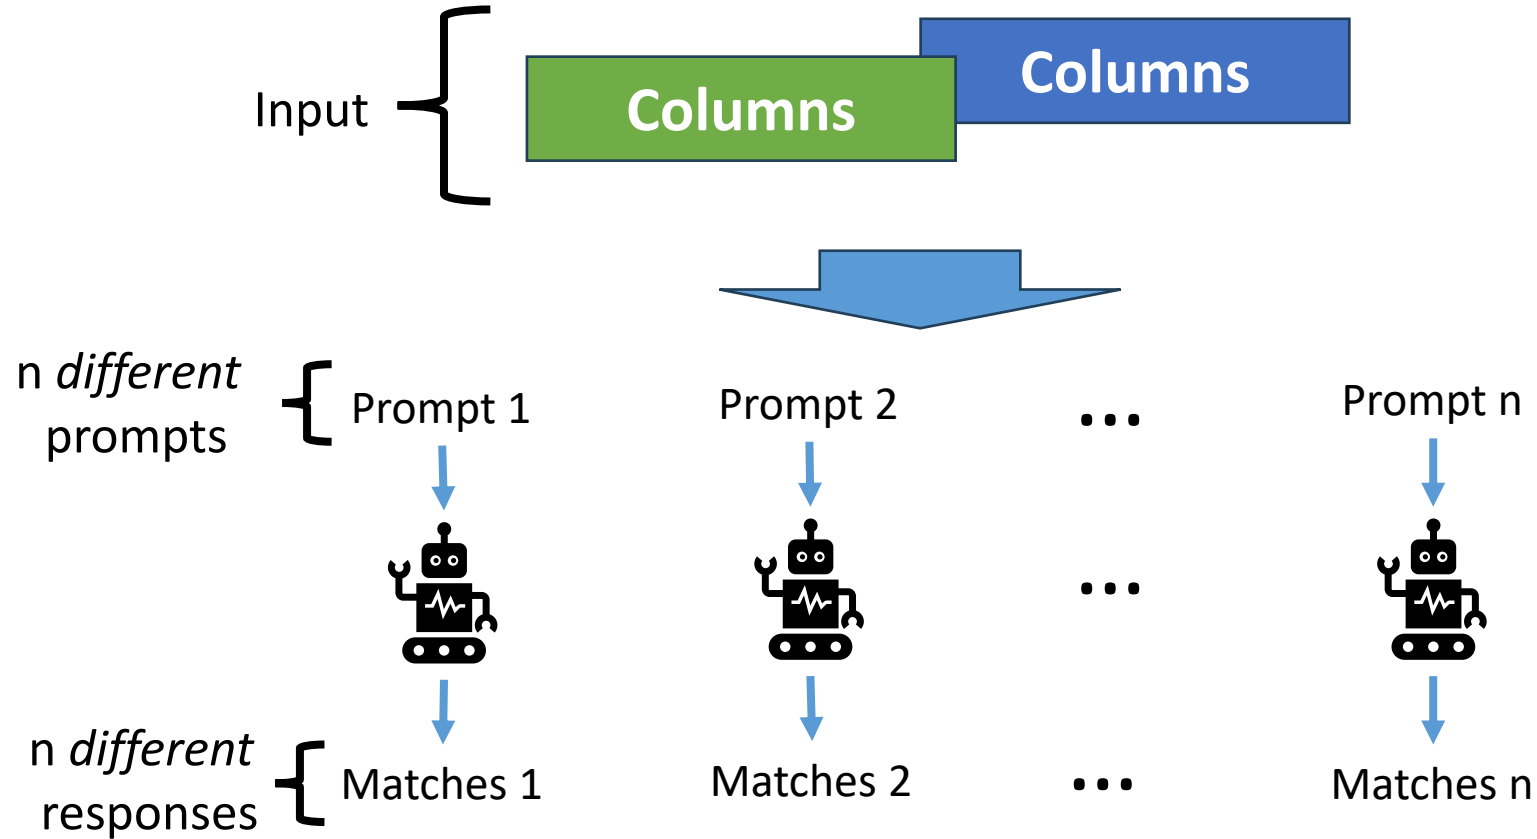 Input
Columns
Columns
n different
prompts
Prompt 1
Prompt 2
...
Prompt n
...
n different
responses
Matches 1
Matches 2
...
Matches n